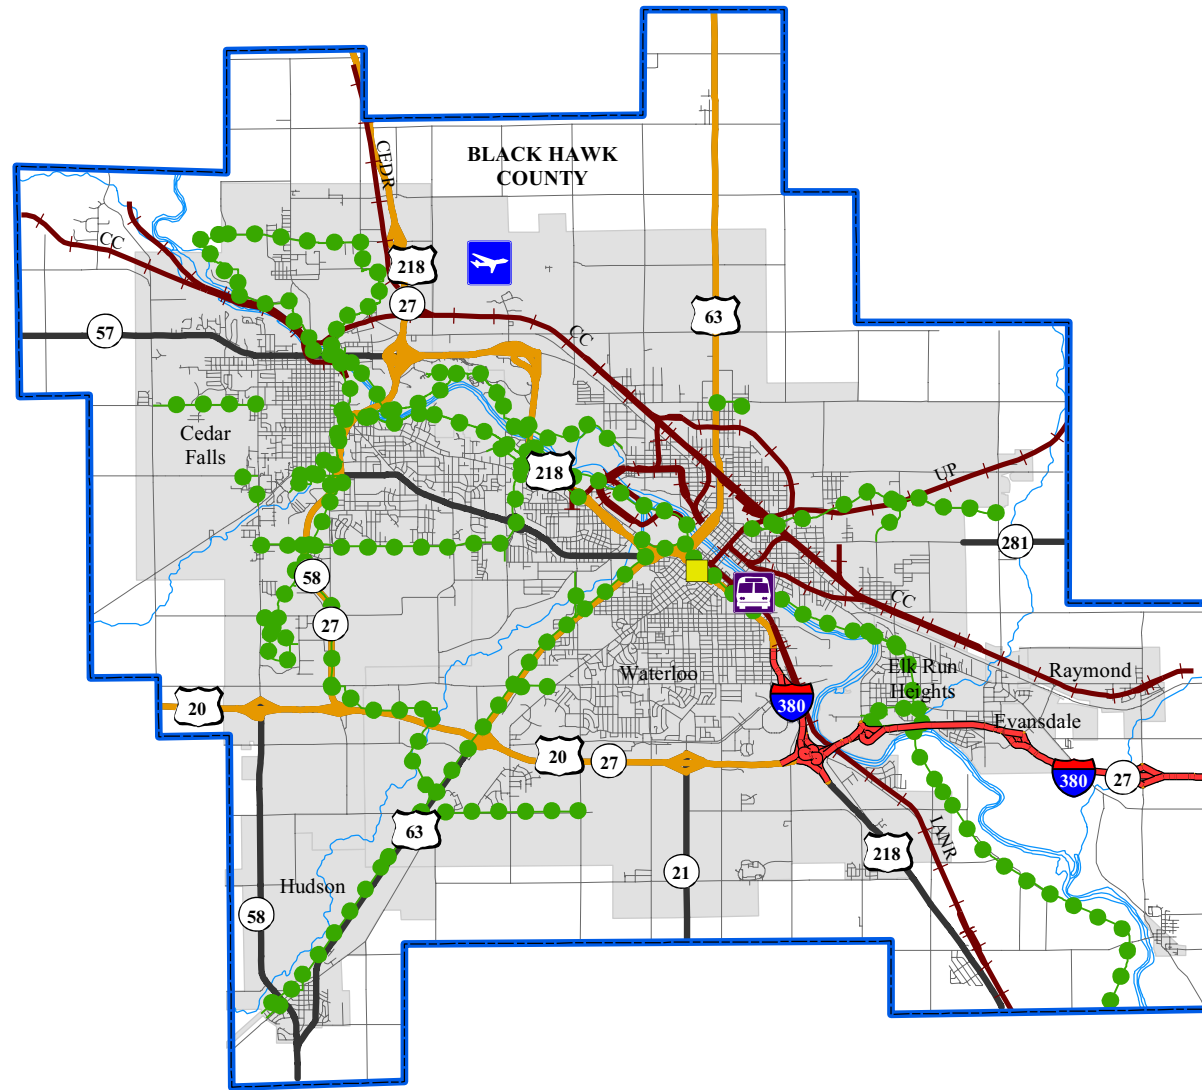 BLACK HAWK
COUNTY
CEDR
CC
218
27
63
57
CC
Cedar
Falls
218
UP
281
58
27
CC
Waterloo
Elk Run
Heights
Raymond
380
20
Evansdale
20
27
380
27
63
IANR
218
21
Hudson
58